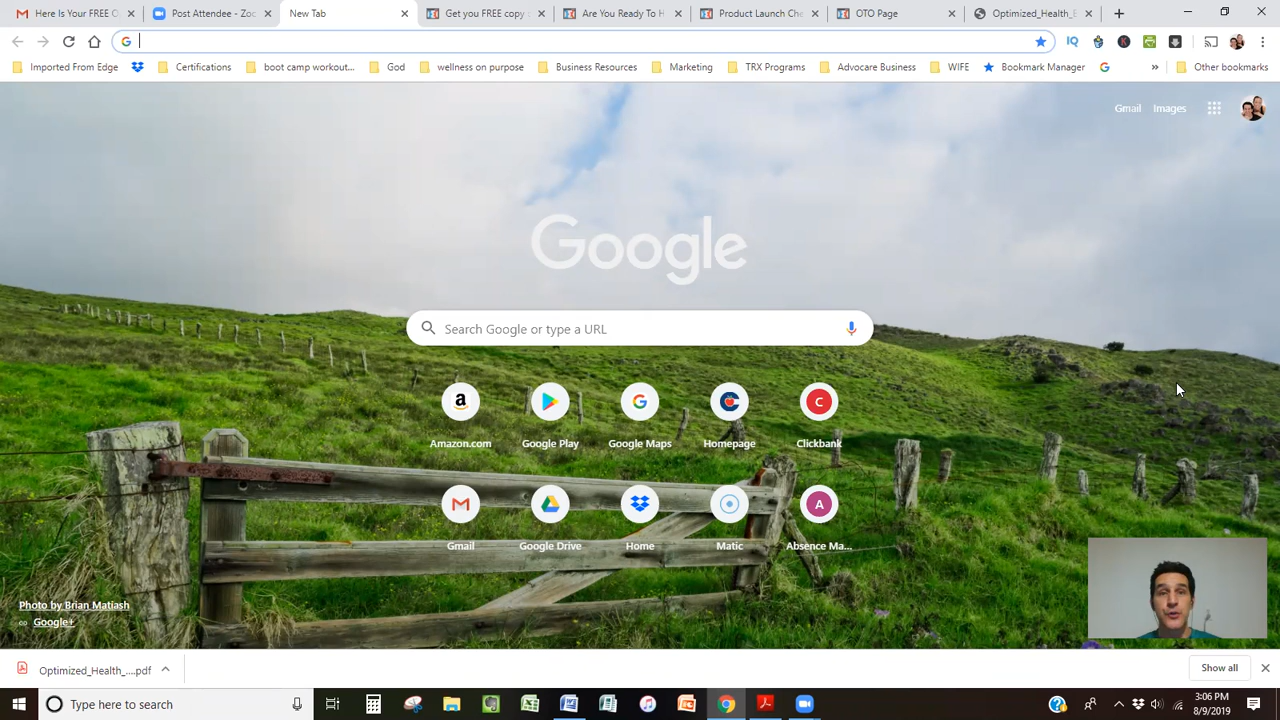 Here Is Your FREE O
Post Attendee - Zoo
New Tab
Get you FREE copy
Are You Ready To H
Product Launch Che
OTO Page
Optimized_Health_E
Imported From Edge
Certifications
boot camp workout...
God
wellness on purpose
Business Resources
Marketing
TRX Programs
Advocare Business
WIFE
Bookmark Manager
»
Other bookmarks
Gmail
Images
Google
Search Google or type a URL
Amazon.com
Google Play
Google Maps
Homepage
C
Clickbank
Gmail
Google Drive
Home
Matic
A
Absence Ma...
Photo by Brian Matiash
Google+
Optimized_Health_....pdf
Show all
Type here to search
3:06 PM
8/9/2019